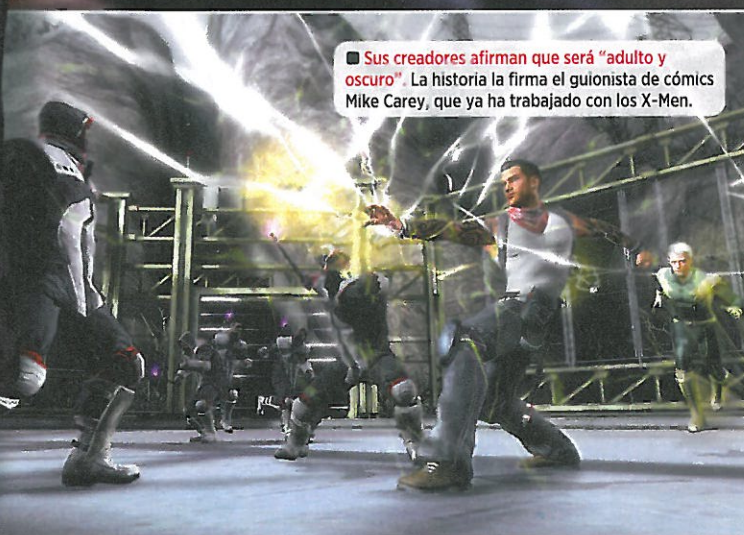 ■ Sus creadores afirman que será “adulto y
oscuro”. La historia la firma el guionista de cómics
Mike Carey, que ya ha trabajado con los X-Men.